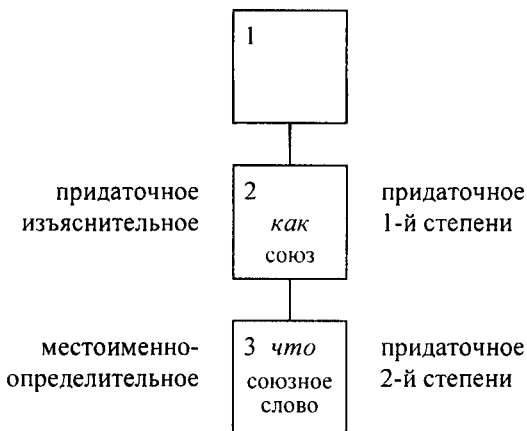 1
придаточное
изъяснительное
2
как
союз
придаточное
1-й степени
местоименно-
определительное
3 что
союзное
слово
придаточное
2-й степени